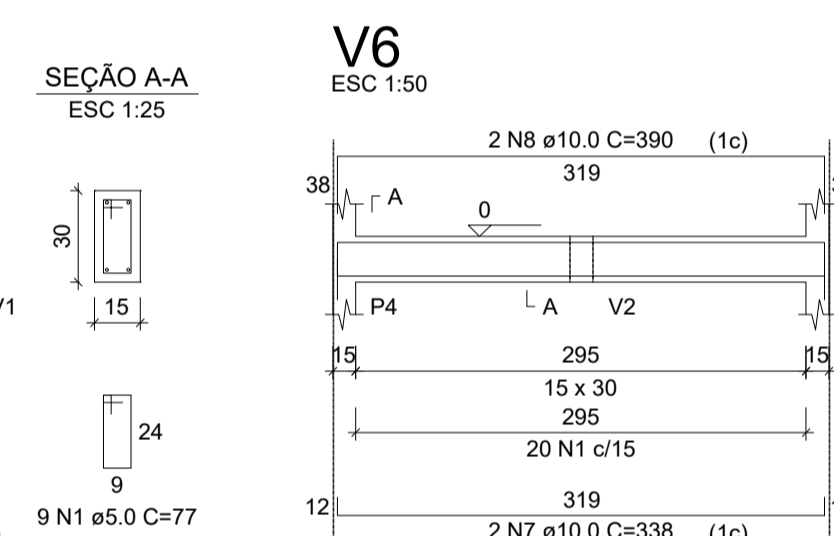 V6
ESC 1:50
SEÇÃO A-A
ESC 1:25
2 N8 ø10.0 C=390 (1c)
319
38
A
0
30
15
P4
A
V2
15
295
15
15 x 30
295
20 N1 c/15
24
9
9 N1 ø5.0 C=77
12
319
2 N7 ø10.0 C=338 (1c)